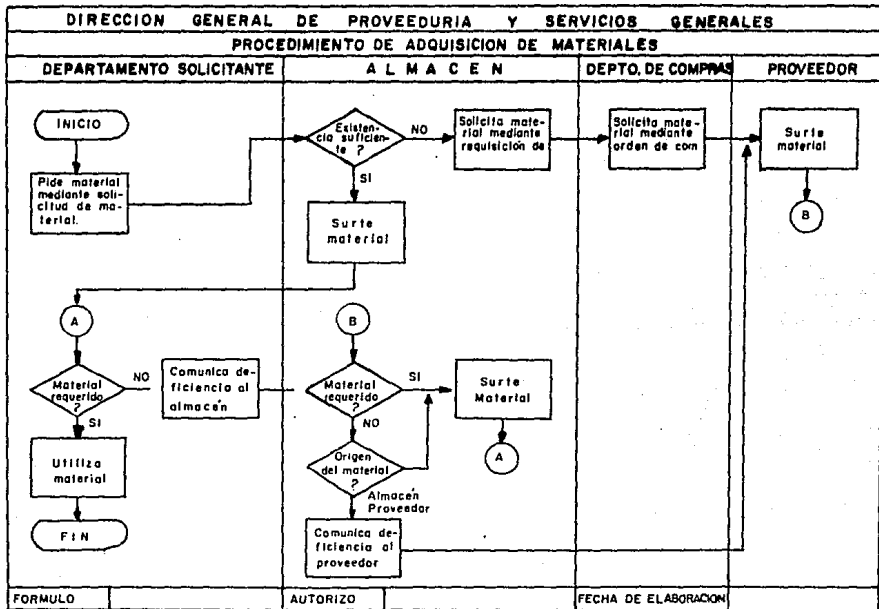 DIRECCION GENERAL DE PROVEEDURIA Y SERVICIOS GENERALES
PROCEDIMIENTO DE ADQUISICION DE MATERIALES
DEPARTAMENTO SOLICITANTE
ALMACEN
DEPTO. DE COMPRAS
PROVEEDOR
INICIO
Pide material
mediante soli-
citud de ma-
terial.
Existen-
cia suficien-
te ?
NO
SI
Solicita mate-
rial mediante
requisición de
Solicita mate-
rial mediante
orden de com
Surte
material
B
Surte
material
A
Material
requerido
?
NO
SI
Comunica de-
ficiencia al
almacén
Utiliza
material
FIN
B
Material
requerido
?
SI
NO
Surte
Material
A
Origen
del material
?
Almacén
Proveedor
Comunica de-
ficiencia al
proveedor
FORMULO
AUTORIZO
FECHA DE ELABORACION